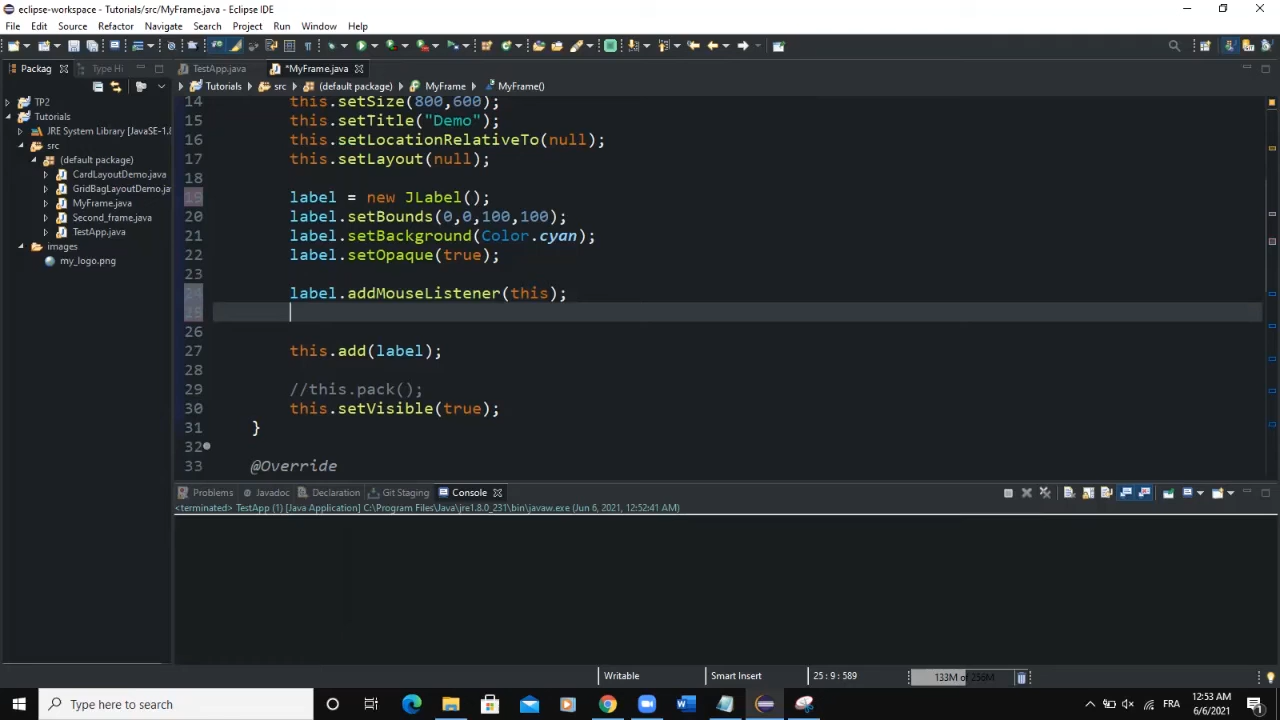 eclipse-workspace - Tutorials/src/MyFrame.java - Eclipse IDE
File Edit Source Refactor Navigate Search Project Run Window Help
Packag Type Hi TestApp.java *MyFrame.java
Tutorials src (default package) MyFrame MyFrame()
TP2
Tutorials
JRE System Library [JavaSE-1.
src
(default package)
CardLayoutDemo.java
GridBagLayoutDemo.ja
MyFrame.java
Second_frame.java
TestApp.java
images
my_logo.png
14 this.setSize(800,600);
15 this.setTitle("Demo");
16 this.setLocationRelativeTo(null);
17 this.setLayout(null);
18
19 label = new JLabel();
20 label.setBounds(0,0,100,100);
21 label.setBackground(Color.cyan);
22 label.setOpaque(true);
23
24 label.addMouseListener(this);
25
26
27 this.add(label);
28
29 //this.pack();
30 this.setVisible(true);
31 }
32
33 @Override
Problems Javadoc Declaration Git Staging Console
<terminated> TestApp (1) [Java Application] C:\Program Files\Java\jre1.8.0_231\bin\javaw.exe (Jun 6, 2021, 12:52:41 AM)
Writable Smart Insert 25 : 9 : 589 133M of 256M
Type here to search
FRA
12:53 AM
6/6/2021